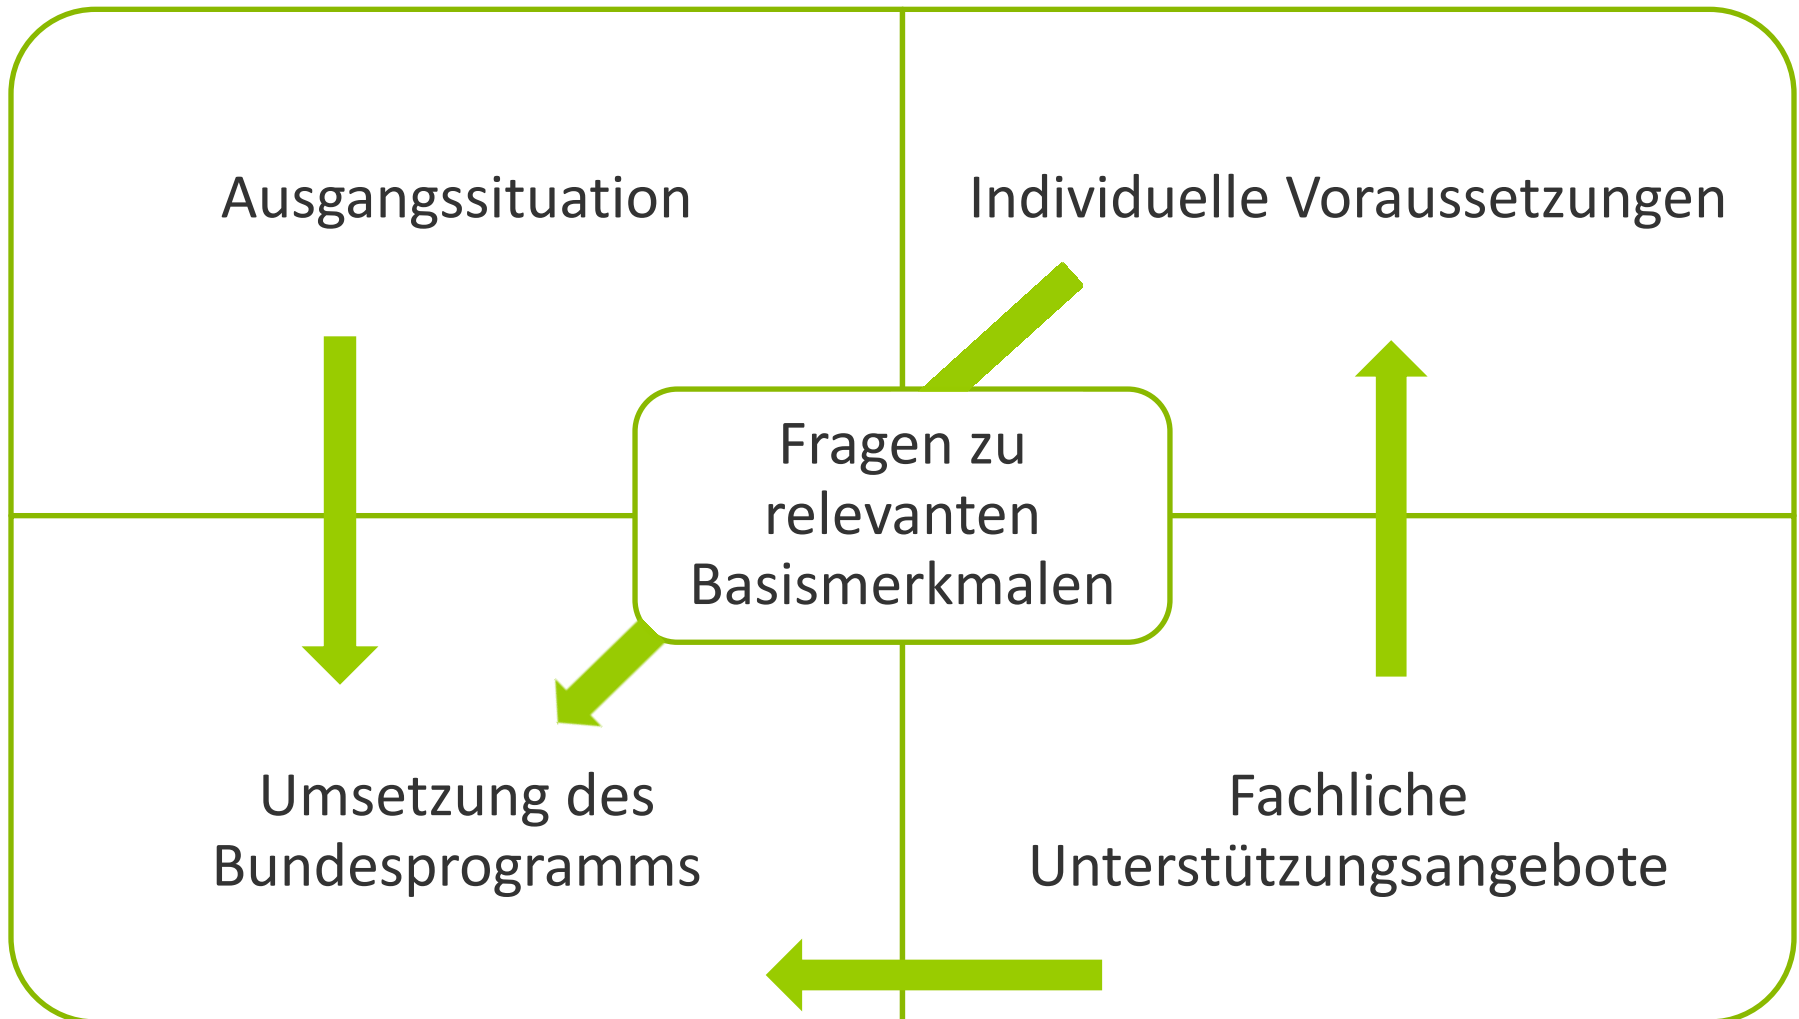 Ausgangssituation
Individuelle Voraussetzungen
Fragen zu
relevanten
Basismerkmalen
Umsetzung des
Bundesprogramms
Fachliche
Unterstützungsangebote